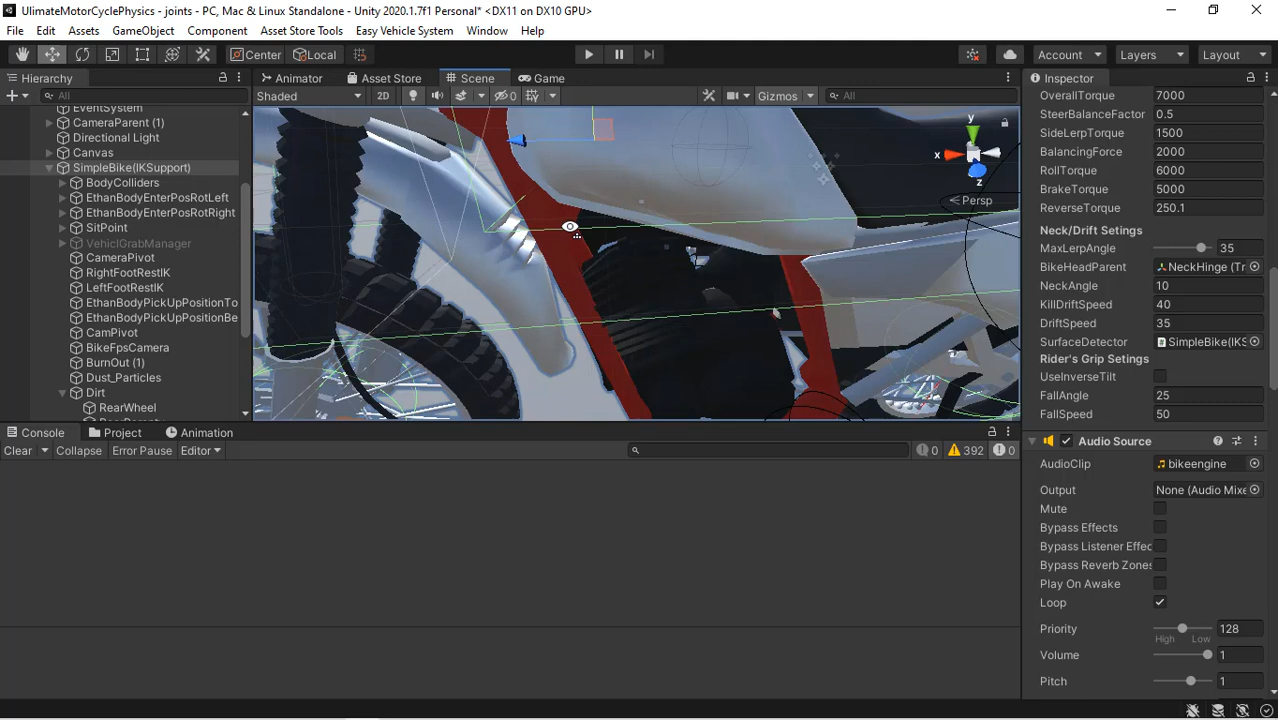 UlimateMotorCyclePhysics - joints - PC, Mac & Linux Standalone - Unity 2020.1.7f1 Personal* <DX11 on DX10 GPU>
File Edit Assets GameObject Component Asset Store Tools Easy Vehicle System Window Help
Center Local Account Layers Layout
Hierarchy
All
EventSystem
CameraParent (1)
Directional Light
Canvas
SimpleBike(IKSupport)
BodyColliders
EthanBodyEnterPosRotLeft
EthanBodyEnterPosRotRight
SitPoint
VehiclGrabManager
CameraPivot
RightFootRestIK
LeftFootRestIK
EthanBodyPickUpPositionTo
EthanBodyPickUpPositionBe
CamPivot
BikeFpsCamera
BurnOut (1)
Dust_Particles
Dirt
RearWheel
Animator Asset Store Scene Game
Shaded 2D 0 Gizmos All
y
x
z
Persp
Inspector
OverallTorque 7000
SteerBalanceFactor 0.5
SideLerpTorque 1500
BalancingForce 2000
RollTorque 6000
BrakeTorque 5000
ReverseTorque 250.1
Neck/Drift Setings
MaxLerpAngle 35
BikeHeadParent NeckHinge (Tr
NeckAngle 10
KillDriftSpeed 40
DriftSpeed 35
SurfaceDetector SimpleBike(IKS
Rider's Grip Setings
UseInverseTilt
FallAngle 25
FallSpeed 50
Audio Source
AudioClip bikeengine
Output None (Audio Mixe
Mute
Bypass Effects
Bypass Listener Effec
Bypass Reverb Zones
Play On Awake
Loop
Priority 128
High Low
Volume 1
Pitch 1
Console Project Animation
Clear Collapse Error Pause Editor 0 392 0